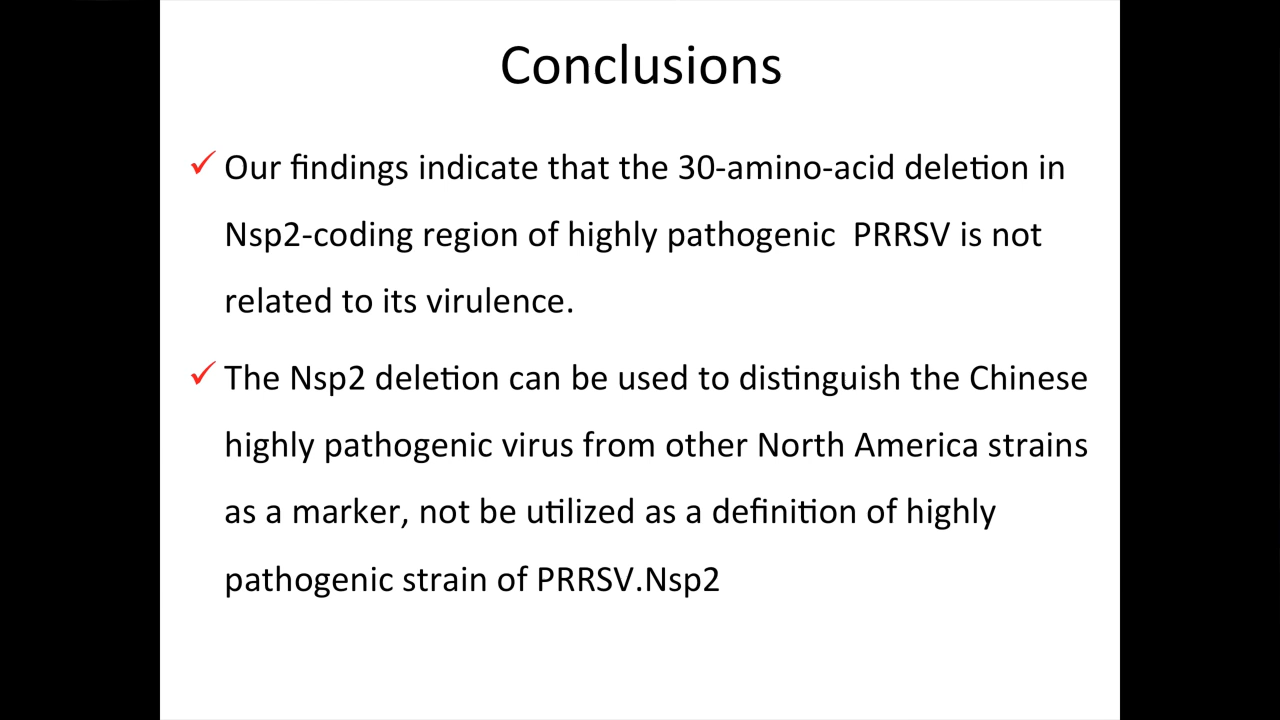 Conclusions
✓ Our findings indicate that the 30-amino-acid deletion in
Nsp2-coding region of highly pathogenic  PRRSV is not
related to its virulence.
✓ The Nsp2 deletion can be used to distinguish the Chinese
highly pathogenic virus from other North America strains
as a marker, not be utilized as a definition of highly
pathogenic strain of PRRSV.Nsp2